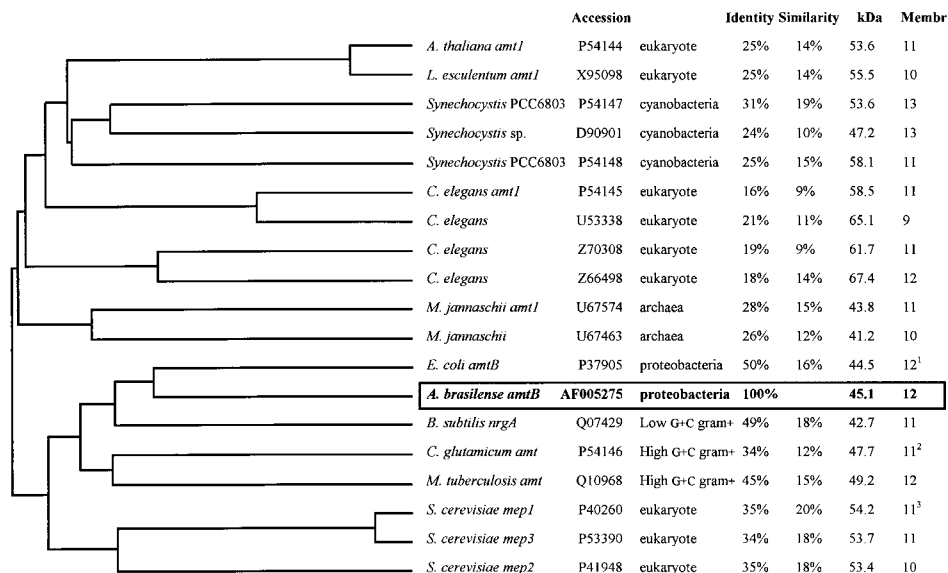 Accession Identity Similarity kDa Membr
A. thaliana amt1 P54144 eukaryote 25% 14% 53.6 11
L. esculentum amt1 X95098 eukaryote 25% 14% 55.5 10
Synechocystis PCC6803 P54147 cyanobacteria 31% 19% 53.6 13
Synechocystis sp. D90901 cyanobacteria 24% 10% 47.2 13
Synechocystis PCC6803 P54148 cyanobacteria 25% 15% 58.1 11
C. elegans amt1 P54145 eukaryote 16% 9% 58.5 11
C. elegans U53338 eukaryote 21% 11% 65.1 9
C. elegans Z70308 eukaryote 19% 9% 61.7 11
C. elegans Z66498 eukaryote 18% 14% 67.4 12
M. jannaschii amt1 U67574 archaea 28% 15% 43.8 11
M. jannaschii U67463 archaea 26% 12% 41.2 10
E. coli amtB P37905 proteobacteria 50% 16% 44.5 12¹
A. brasilense amtB AF005275 proteobacteria 100% 45.1 12
B. subtilis nrgA Q07429 Low G+C gram+ 49% 18% 42.7 11
C. glutamicum amt P54146 High G+C gram+ 34% 12% 47.7 11²
M. tuberculosis amt Q10968 High G+C gram+ 45% 15% 49.2 12
S. cerevisiae mep1 P40260 eukaryote 35% 20% 54.2 11³
S. cerevisiae mep3 P53390 eukaryote 34% 18% 53.7 11
S. cerevisiae mep2 P41948 eukaryote 35% 18% 53.4 10